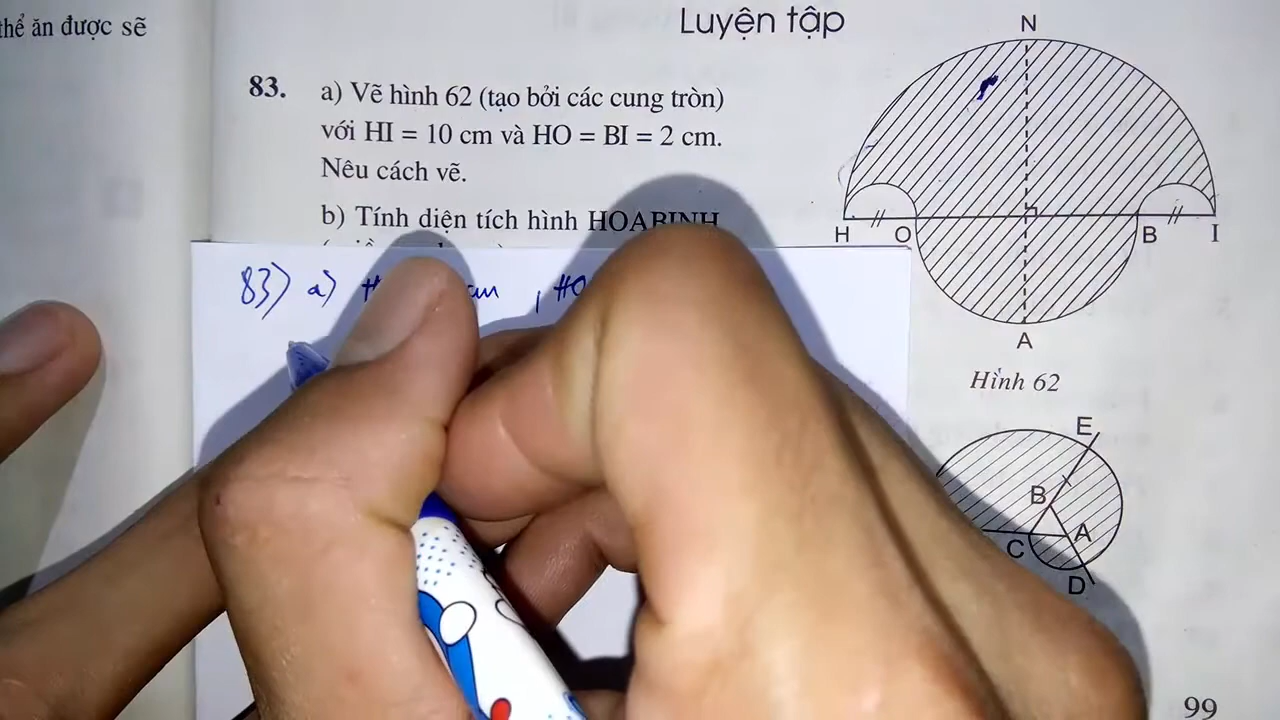 thể ăn được sẽ
Luyện tập
83. a) Vẽ hình 62 (tạo bởi các cung tròn)
với HI = 10 cm và HO = BI = 2 cm.
Nêu cách vẽ.
b) Tính diện tích hình HOABINH
83) a)
, HO
N
H O B I
A
Hình 62
E
B
C A
D
99